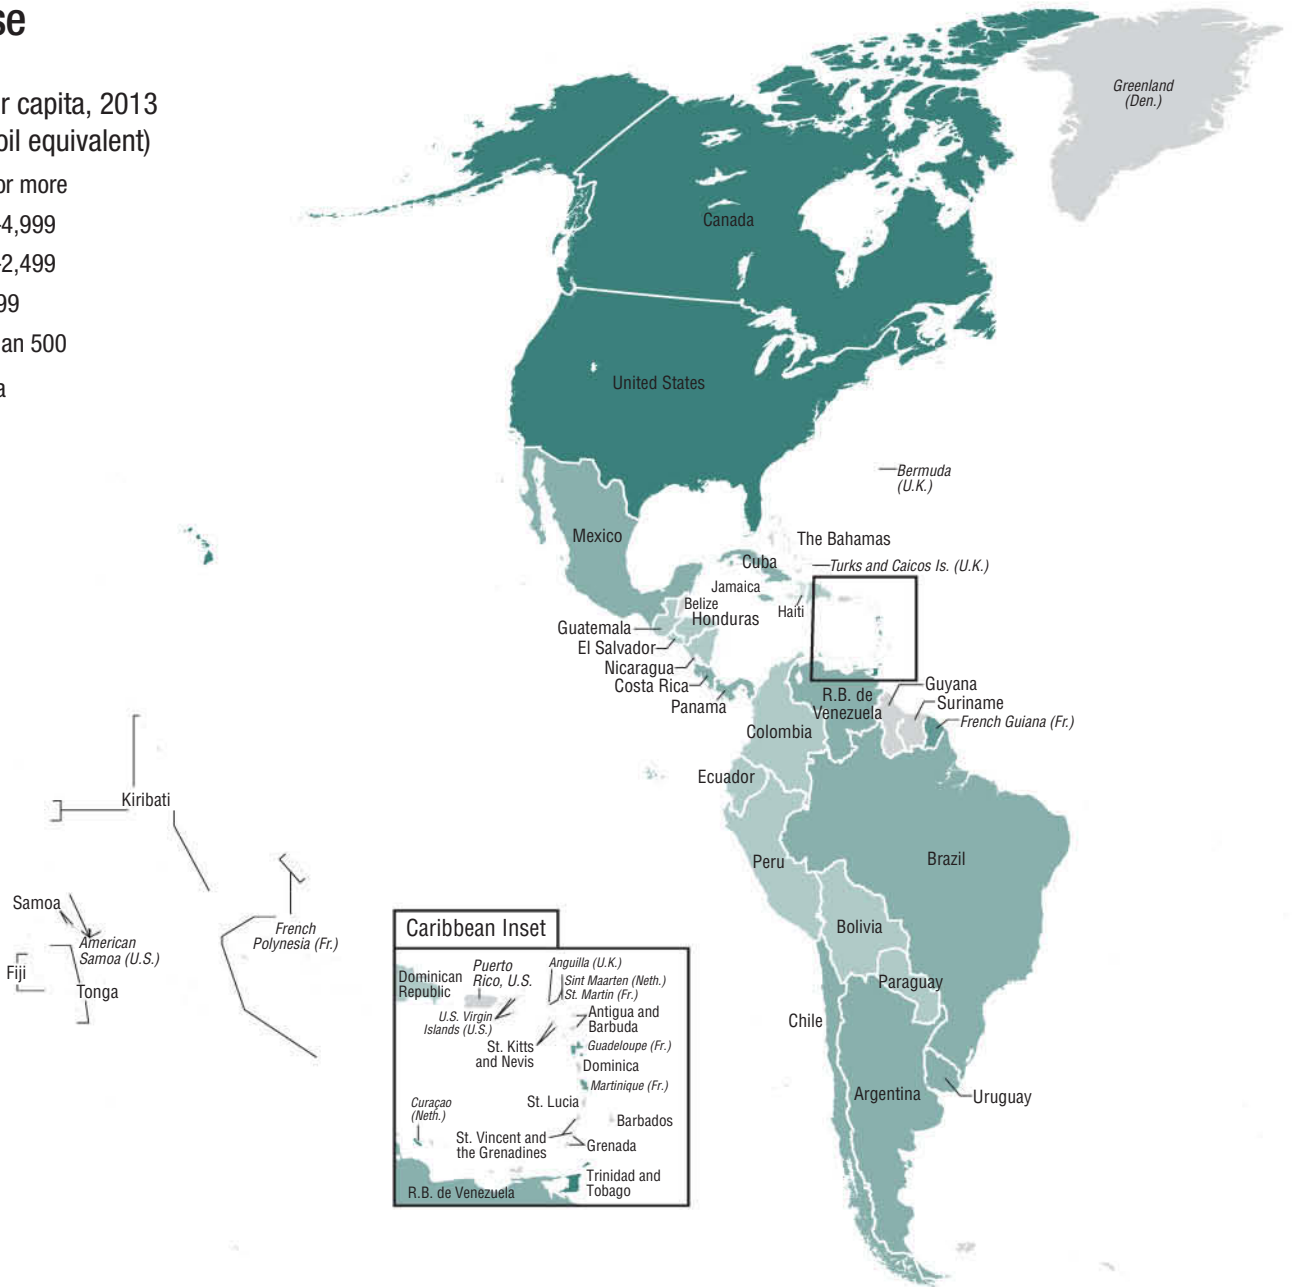 se
r capita, 2013
oil equivalent)
or more
-4,999
-2,499
99
an 500
a
Greenland
(Den.)
Canada
United States
Bermuda
(U.K.)
Mexico
The Bahamas
Cuba
Turks and Caicos Is. (U.K.)
Jamaica
Belize
Haiti
Honduras
Guatemala
El Salvador
Nicaragua
Costa Rica
Panama
Guyana
R.B. de
Venezuela
Suriname
French Guiana (Fr.)
Colombia
Ecuador
Kiribati
Peru
Brazil
Samoa
American
Samoa (U.S.)
French
Polynesia (Fr.)
Fiji
Tonga
Bolivia
Paraguay
Chile
Argentina
Uruguay
Caribbean Inset
Dominican
Republic
Puerto
Rico, U.S.
Anguilla (U.K.)
Sint Maarten (Neth.)
St. Martin (Fr.)
U.S. Virgin
Islands (U.S.)
Antigua and
Barbuda
St. Kitts
and Nevis
Guadeloupe (Fr.)
Dominica
Martinique (Fr.)
Curaçao
(Neth.)
St. Lucia
Barbados
St. Vincent and
the Grenadines
Grenada
Trinidad and
Tobago
R.B. de Venezuela